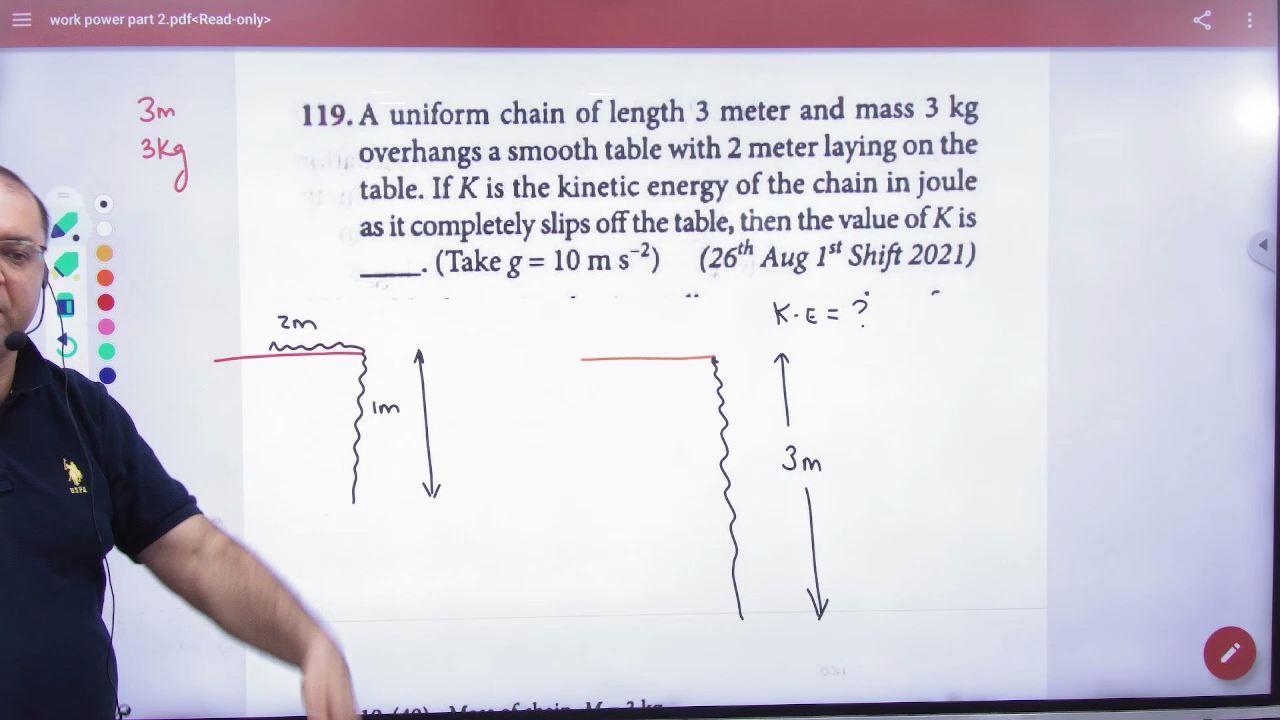 work power part 2.pdf<Read-only>
3m
3kg
119. A uniform chain of length 3 meter and mass 3 kg
overhangs a smooth table with 2 meter laying on the
table. If K is the kinetic energy of the chain in joule
as it completely slips off the table, then the value of K is
____. (Take g = 10 m s⁻²) (26th Aug 1st Shift 2021)
K.E = ?
2m
1m
3m